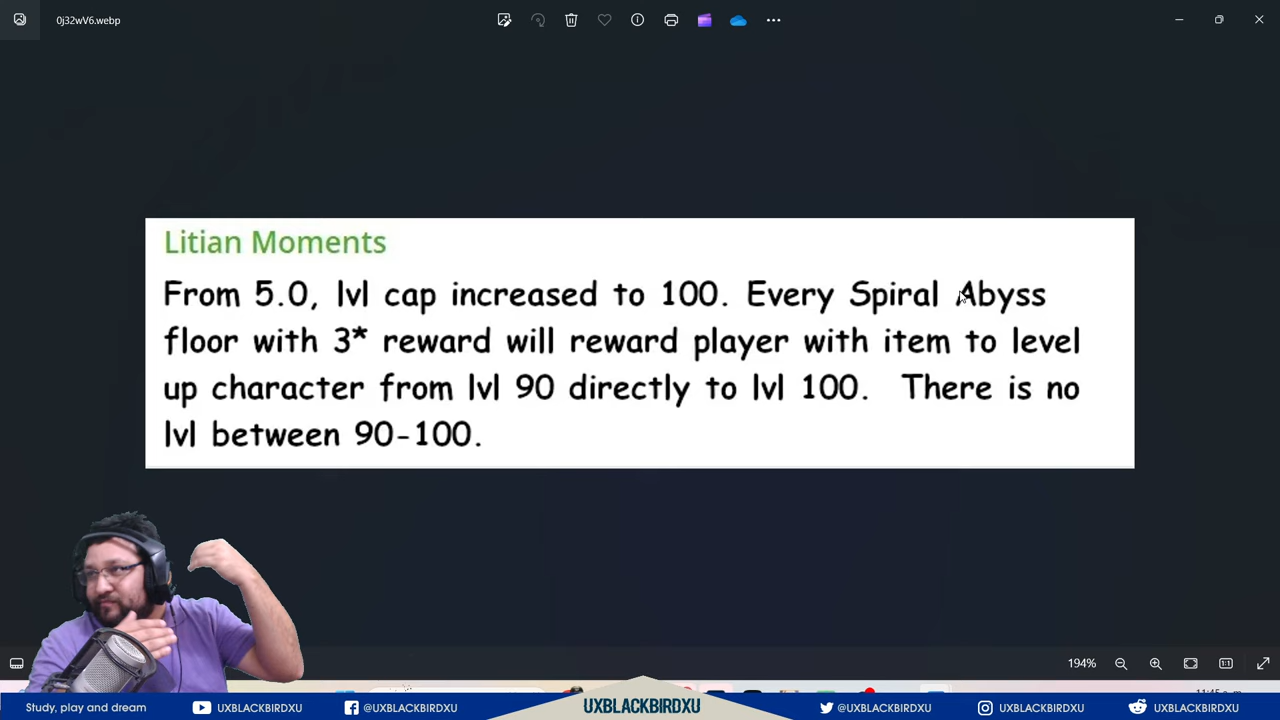 0j32wV6.webp
Litian Moments
From 5.0, lvl cap increased to 100. Every Spiral Abyss
floor with 3* reward will reward player with item to level
up character from lvl 90 directly to lvl 100. There is no
lvl between 90-100.
194%
1:1
Study, play and dream
UXBLACKBIRDXU
@UXBLACKBIRDXU
UXBLACKBIRDXU
@UXBLACKBIRDXU
UXBLACKBIRDXU
UXBLACKBIRDXU